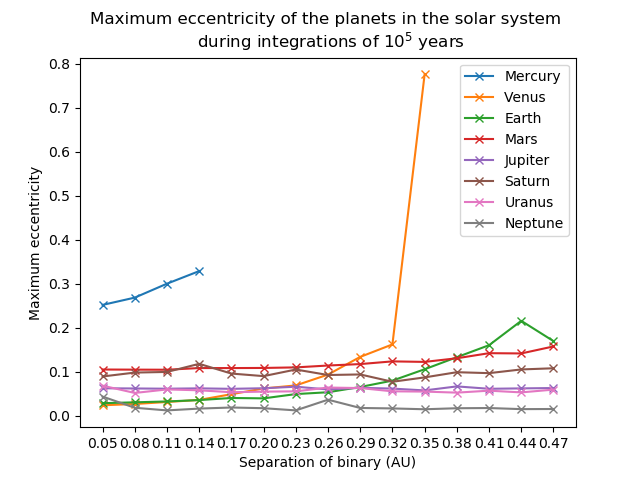 Maximum eccentricity of the planets in the solar system
during integrations of 10⁵ years
Maximum eccentricity
0.8
0.7
0.6
0.5
0.4
0.3
0.2
0.1
0.0
Mercury
Venus
Earth
Mars
Jupiter
Saturn
Uranus
Neptune
0.05 0.08 0.11 0.14 0.17 0.20 0.23 0.26 0.29 0.32 0.35 0.38 0.41 0.44 0.47
Separation of binary (AU)